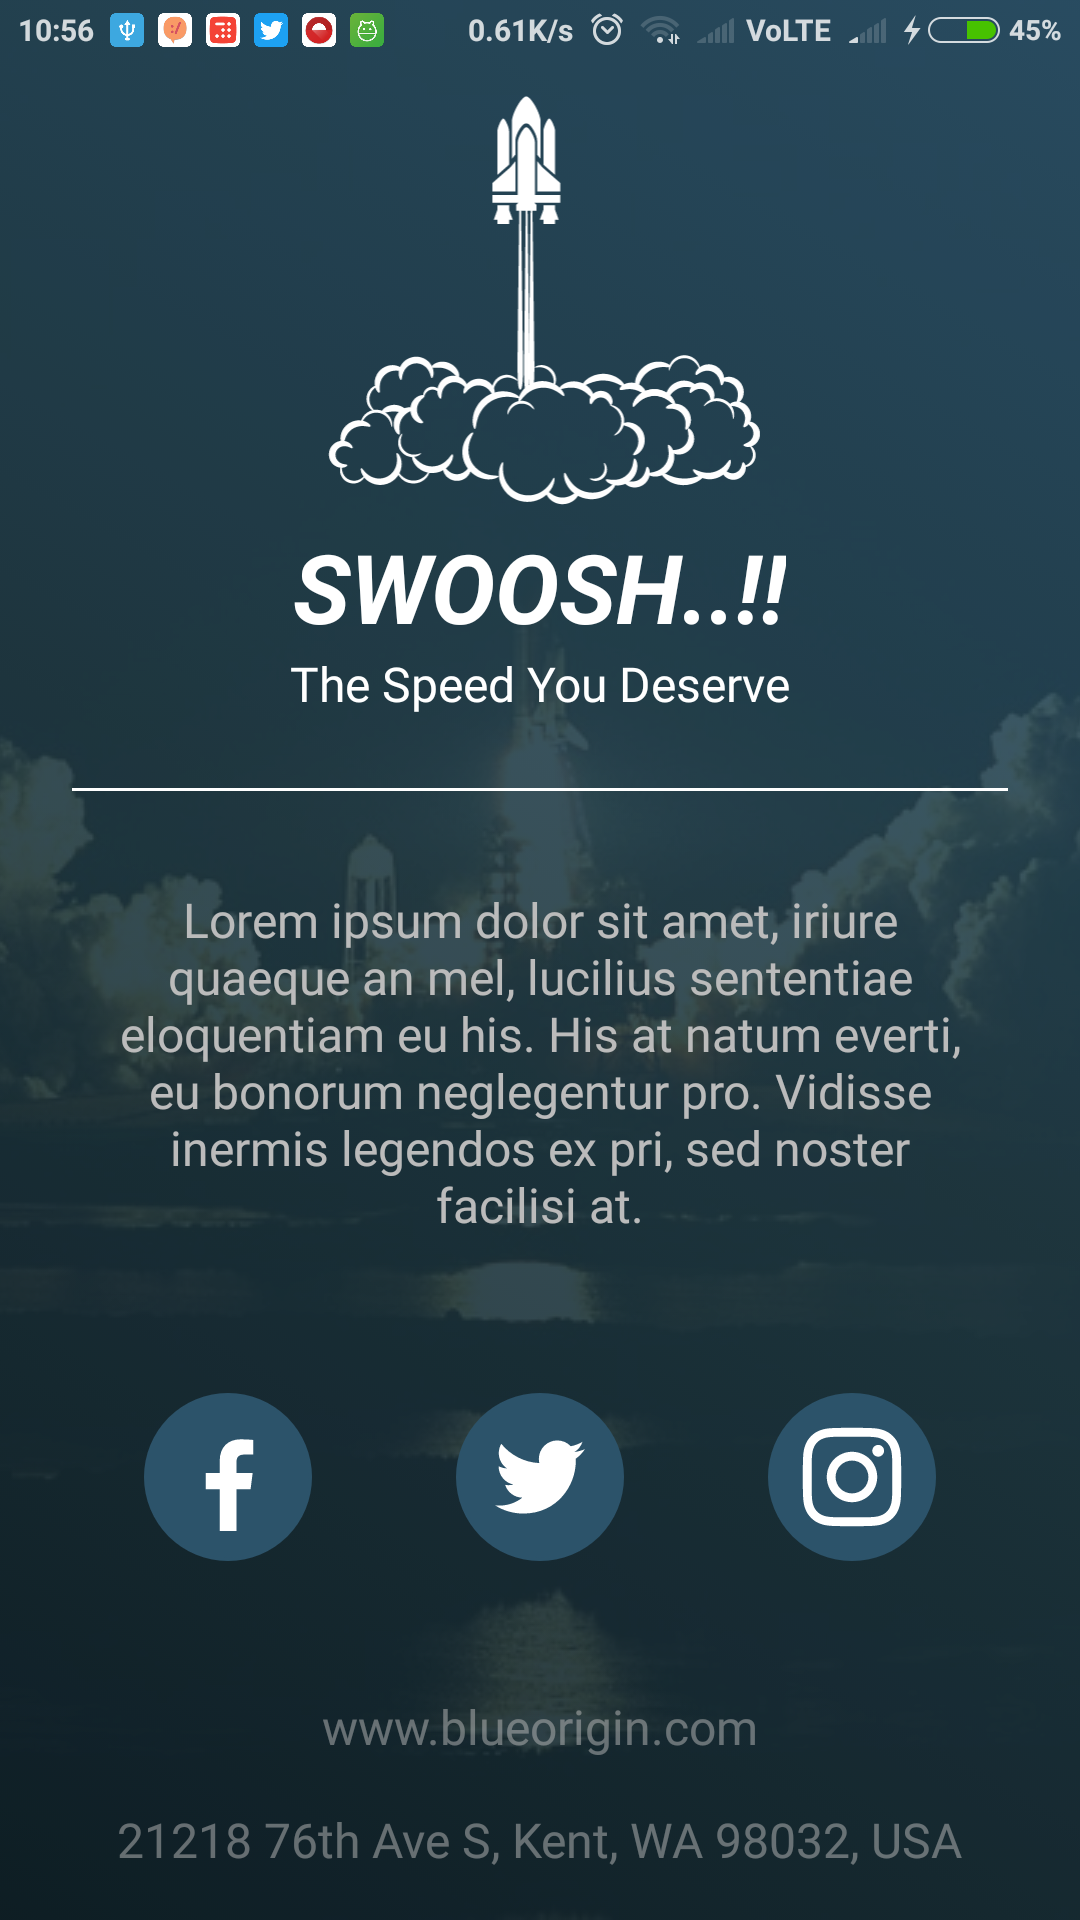 10:56 0.61K/s VoLTE 45%
SWOOSH..!!
The Speed You Deserve
Lorem ipsum dolor sit amet, iriure
quaeque an mel, lucilius sententiae
eloquentiam eu his. His at natum everti,
eu bonorum neglegentur pro. Vidisse
inermis legendos ex pri, sed noster
facilisi at.
www.blueorigin.com
21218 76th Ave S, Kent, WA 98032, USA